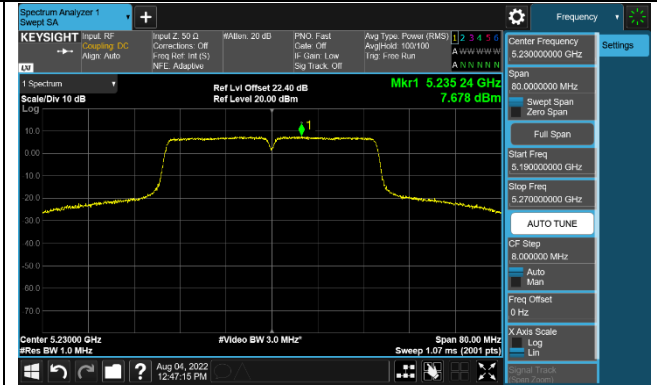 Spectrum Analyzer 1
Swept SA
Frequency
KEYSIGHT
Input: RF
Coupling: DC
Align: Auto
Input Z: 50 Ω
Corrections: Off
Freq Ref: Int (S)
NFE: Adaptive
#Atten: 20 dB
PNO: Fast
Gate: Off
IF Gain: Low
Sig Track: Off
Avg Type: Power (RMS)
Avg|Hold: 100/100
Trig: Free Run
1 2 3 4 5 6
A W W W W W
A N N N N N
LXI
Settings
1 Spectrum
Scale/Div 10 dB
Log
Ref Lvl Offset 22.40 dB
Ref Level 20.00 dBm
Mkr1 5.235 24 GHz
7.678 dBm
1
10.0
0.00
10.0
20.0
30.0
40.0
50.0
60.0
70.0
Center 5.23000 GHz
#Res BW 1.0 MHz
#Video BW 3.0 MHz*
Span 80.00 MHz
Sweep 1.07 ms (2001 pts)
Center Frequency
5.230000000 GHz
Span
80.0000000 MHz
Swept Span
Zero Span
Full Span
Start Freq
5.190000000 GHz
Stop Freq
5.270000000 GHz
AUTO TUNE
CF Step
8.000000 MHz
Auto
Man
Freq Offset
0 Hz
X Axis Scale
Log
Lin
Signal Track
(Span Zoom)
?
Aug 04, 2022
12:47:15 PM